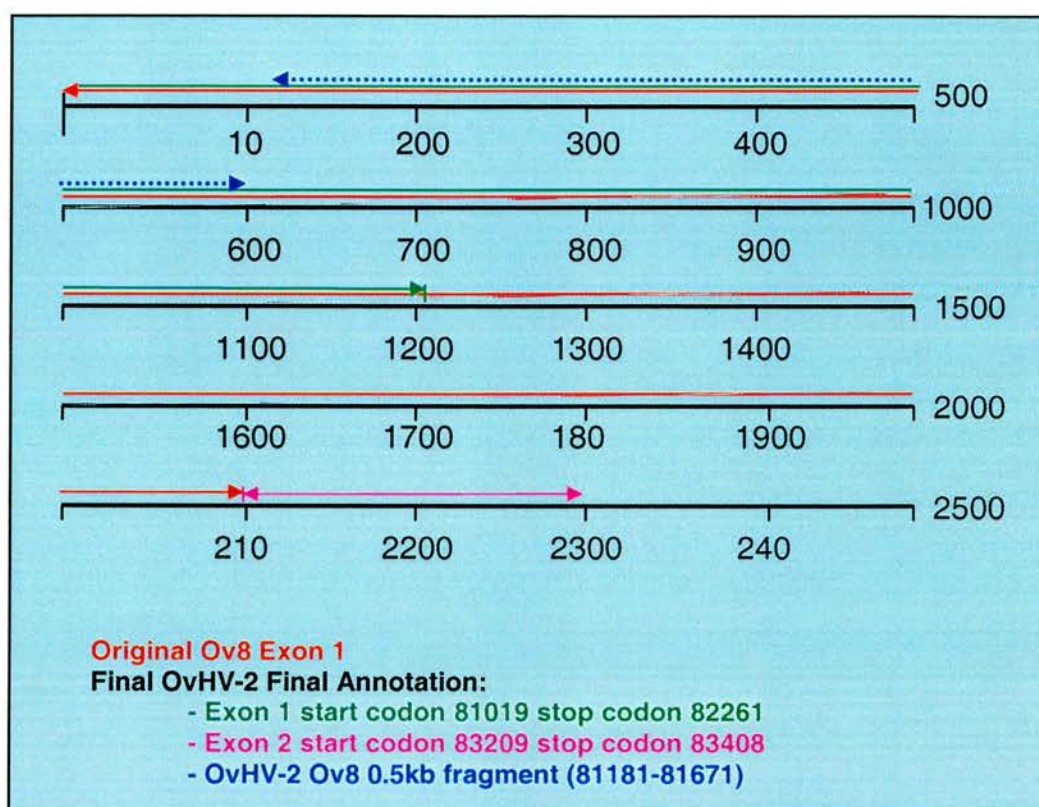 500
10 200 300 400
1000
600 700 800 900
1500
1100 1200 1300 1400
2000
1600 1700 180 1900
2500
210 2200 2300 240
Original Ov8 Exon 1
Final OvHV-2 Final Annotation:
- Exon 1 start codon 81019 stop codon 82261
- Exon 2 start codon 83209 stop codon 83408
- OvHV-2 Ov8 0.5kb fragment (81181-81671)